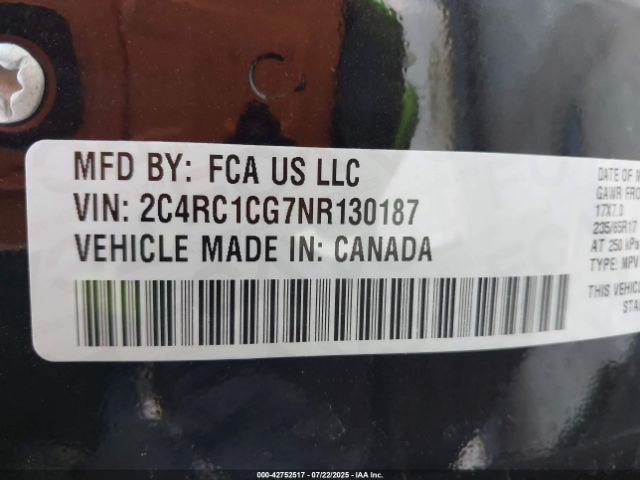 MFD BY: FCA US LLC
VIN: 2C4RC1CG7NR130187
VEHICLE MADE IN: CANADA
DATE OF M
GAWR FRO
17X7.0
235/65R17
AT 250 kPa
TYPE: MPV
THIS VEHIC
STA
000-42752517 - 07/22/2025 - IAA Inc.